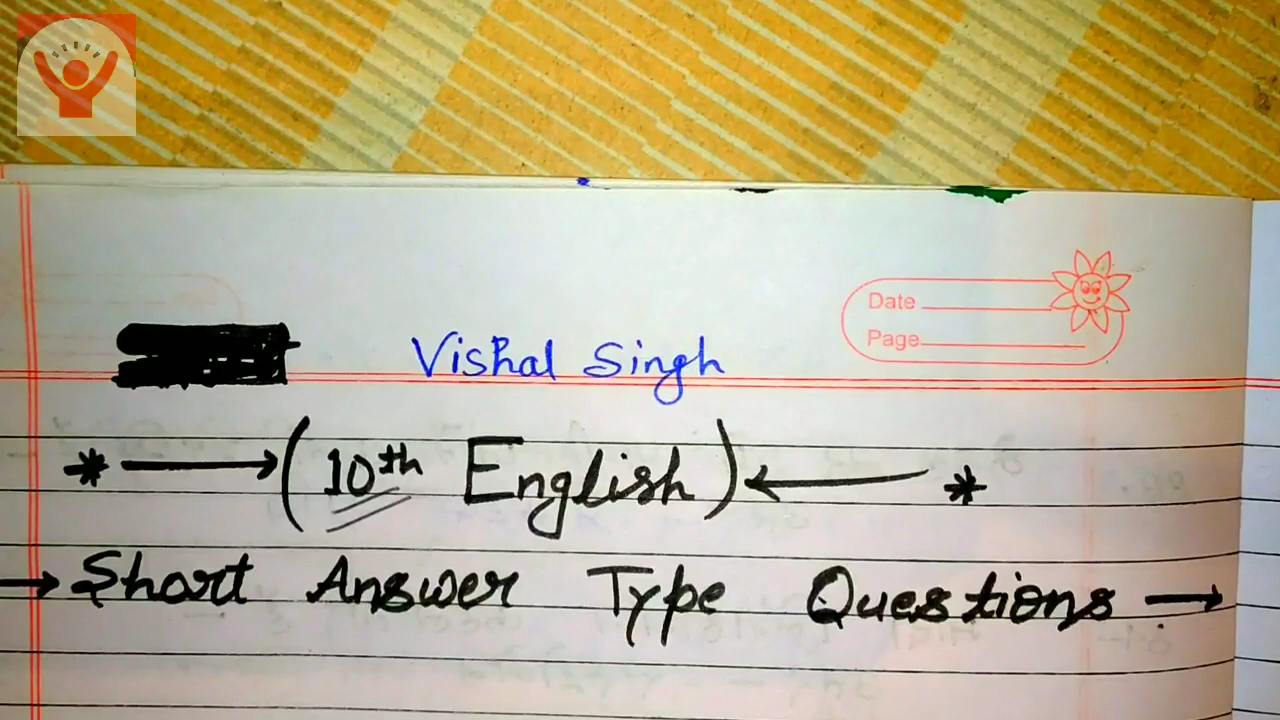 Date
Page
Vishal Singh
* → (10th English) ← *
→ Short Answer Type Questions →